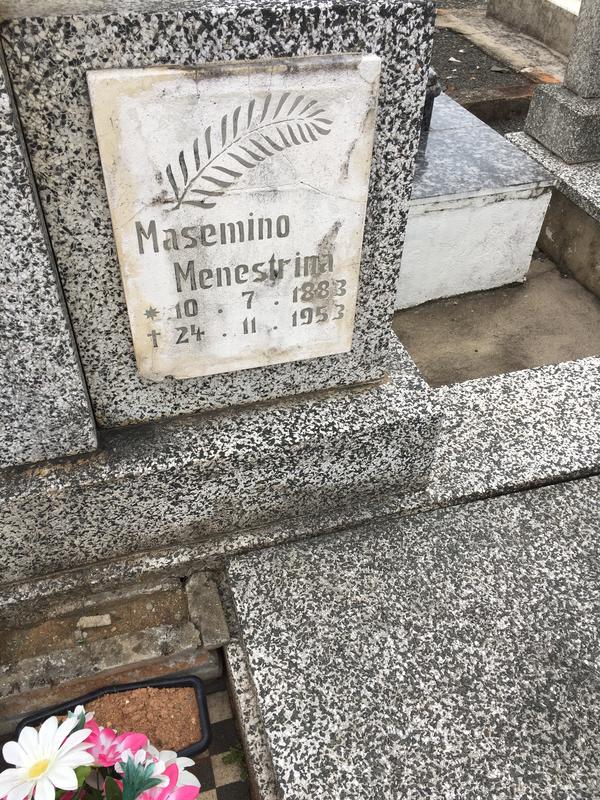 Masemino
Menestrina
* 10 . 7 . 1883
† 24 . 11 . 1953